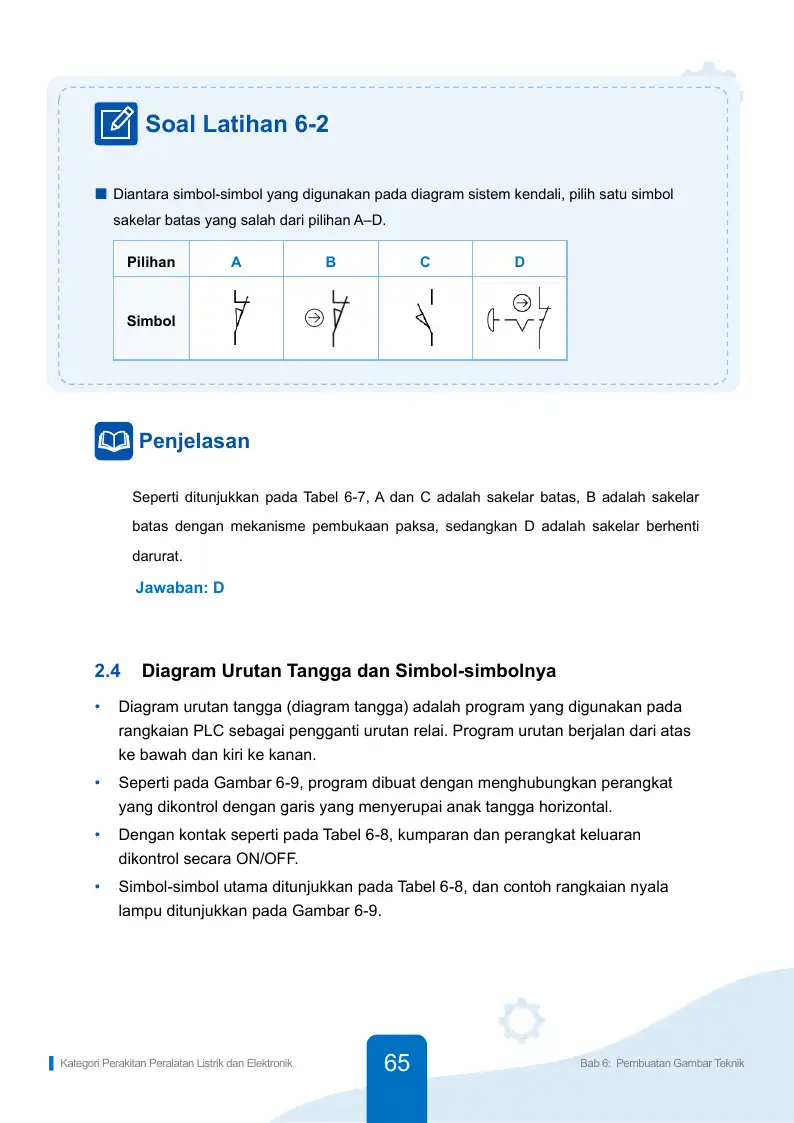 Soal Latihan 6-2
Diantara simbol-simbol yang digunakan pada diagram sistem kendali, pilih satu simbol
sakelar batas yang salah dari pilihan A–D.
Pilihan A B C D
Simbol
Penjelasan
Seperti ditunjukkan pada Tabel 6-7, A dan C adalah sakelar batas, B adalah sakelar
batas dengan mekanisme pembukaan paksa, sedangkan D adalah sakelar berhenti
darurat.
Jawaban: D
2.4 Diagram Urutan Tangga dan Simbol-simbolnya
• Diagram urutan tangga (diagram tangga) adalah program yang digunakan pada
rangkaian PLC sebagai pengganti urutan relai. Program urutan berjalan dari atas
ke bawah dan kiri ke kanan.
• Seperti pada Gambar 6-9, program dibuat dengan menghubungkan perangkat
yang dikontrol dengan garis yang menyerupai anak tangga horizontal.
• Dengan kontak seperti pada Tabel 6-8, kumparan dan perangkat keluaran
dikontrol secara ON/OFF.
• Simbol-simbol utama ditunjukkan pada Tabel 6-8, dan contoh rangkaian nyala
lampu ditunjukkan pada Gambar 6-9.
Kategori Perakitan Peralatan Listrik dan Elektronik
65
Bab 6: Pembuatan Gambar Teknik